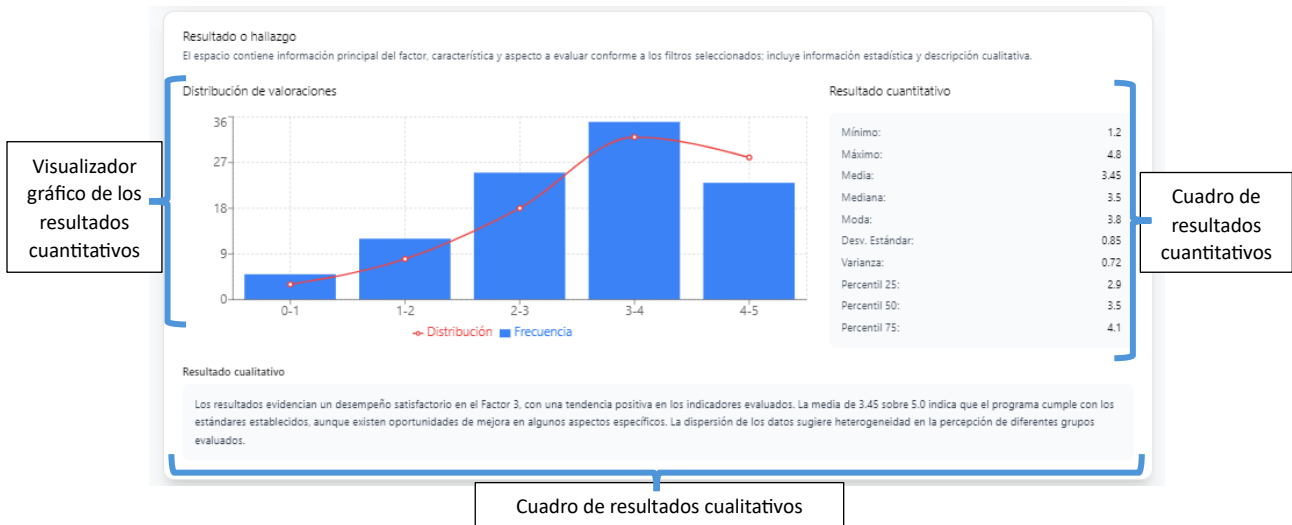 Resultado o hallazgo
El espacio contiene información principal del factor, característica y aspecto a evaluar conforme a los filtros seleccionados; incluye información estadística y descripción cualitativa.
Distribución de valoraciones
36
27
18
9
0
0-1
1-2
2-3
3-4
4-5
Distribución
Frecuencia
Visualizador
gráfico de los
resultados
cuantitativos
Resultado cuantitativo
Mínimo: 1.2
Máximo: 4.8
Media: 3.45
Mediana: 3.5
Moda: 3.8
Desv. Estándar: 0.85
Varianza: 0.72
Percentil 25: 2.9
Percentil 50: 3.5
Percentil 75: 4.1
Cuadro de
resultados
cuantitativos
Resultado cualitativo
Los resultados evidencian un desempeño satisfactorio en el Factor 3, con una tendencia positiva en los indicadores evaluados. La media de 3.45 sobre 5.0 indica que el programa cumple con los
estándares establecidos, aunque existen oportunidades de mejora en algunos aspectos específicos. La dispersión de los datos sugiere heterogeneidad en la percepción de diferentes grupos
evaluados.
Cuadro de resultados cualitativos